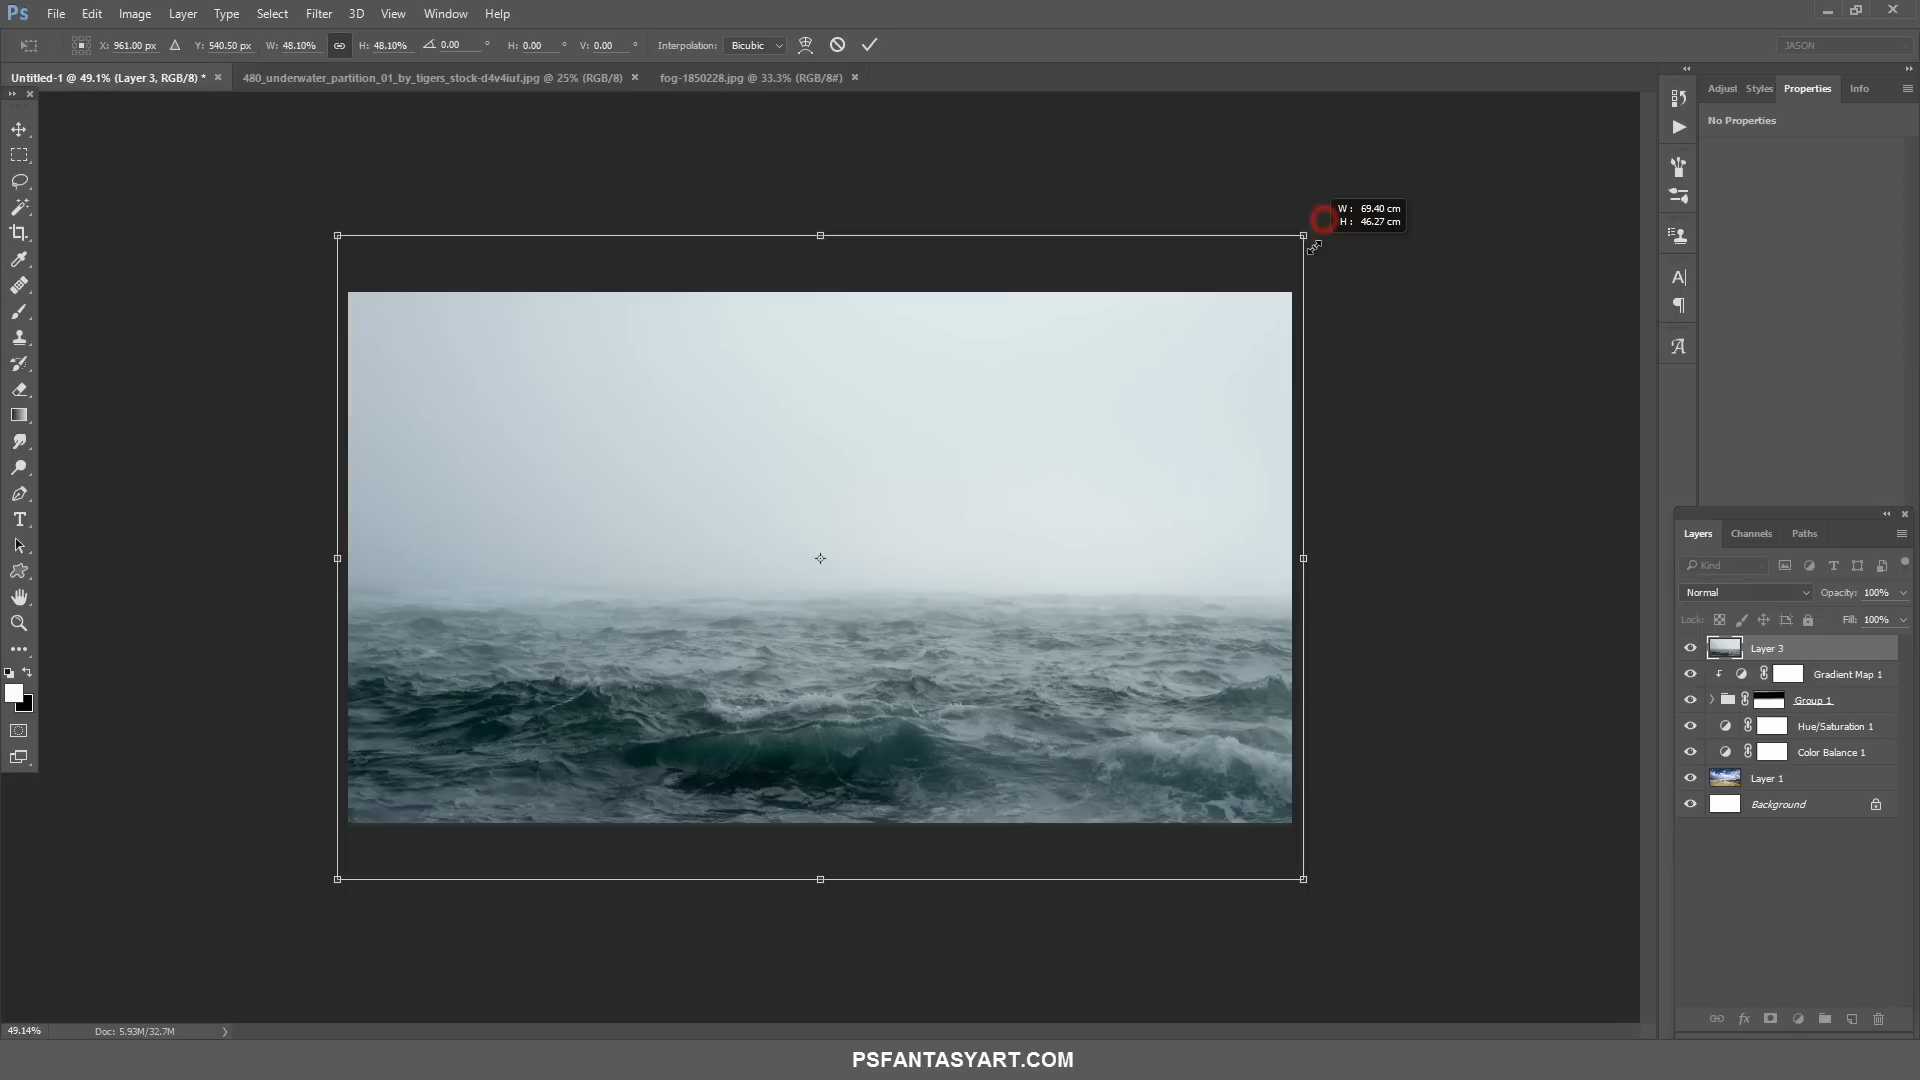 Ps File Edit Image Layer Type Select Filter 3D View Window Help
X: 961.00 px Y: 540.50 px W: 48.10% H: 48.10% 0.00 ° H: 0.00 ° V: 0.00 ° Interpolation: Bicubic JASON
Untitled-1 @ 49.1% (Layer 3, RGB/8) * × 480_underwater_partition_01_by_tigers_stock-d4v4iuf.jpg @ 25% (RGB/8) × fog-1850228.jpg @ 33.3% (RGB/8#) ×
Adjust Styles Properties Info
No Properties
W : 69.40 cm
H : 46.27 cm
Layers Channels Paths
Kind
Normal Opacity: 100%
Lock: Fill: 100%
Layer 3
Gradient Map 1
Group 1
Hue/Saturation 1
Color Balance 1
Layer 1
Background
49.14% Doc: 5.93M/32.7M
PSFANTASYART.COM